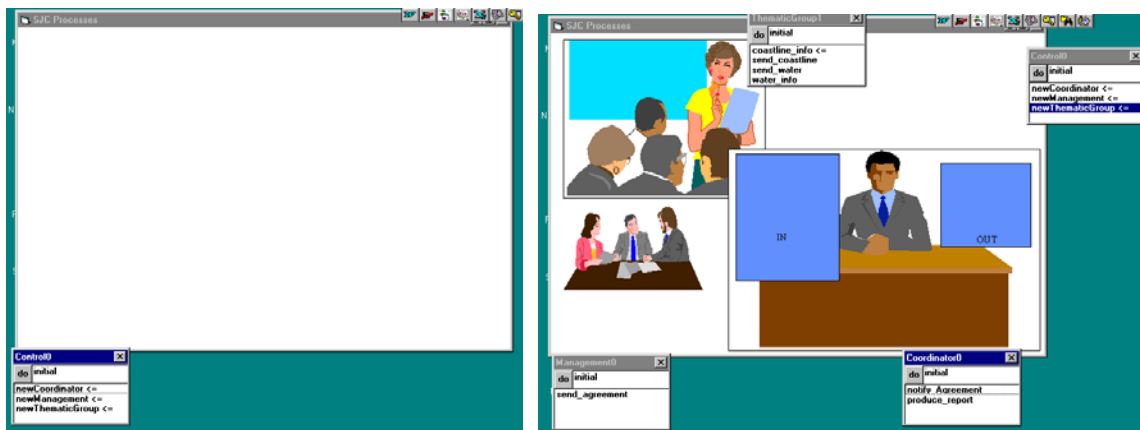 SJC Processes
Control0
do initial
newCoordinator <=
newManagement <=
newThematicGroup <=
SJC Processes
ThematicGroup1
do initial
coastline_info <=
send_coastline
send_water
water_info
Control0
do initial
newCoordinator <=
newManagement <=
newThematicGroup <=
IN
OUT
Management0
do initial
send_agreement
Coordinator0
do initial
notify_Agreement
produce_report